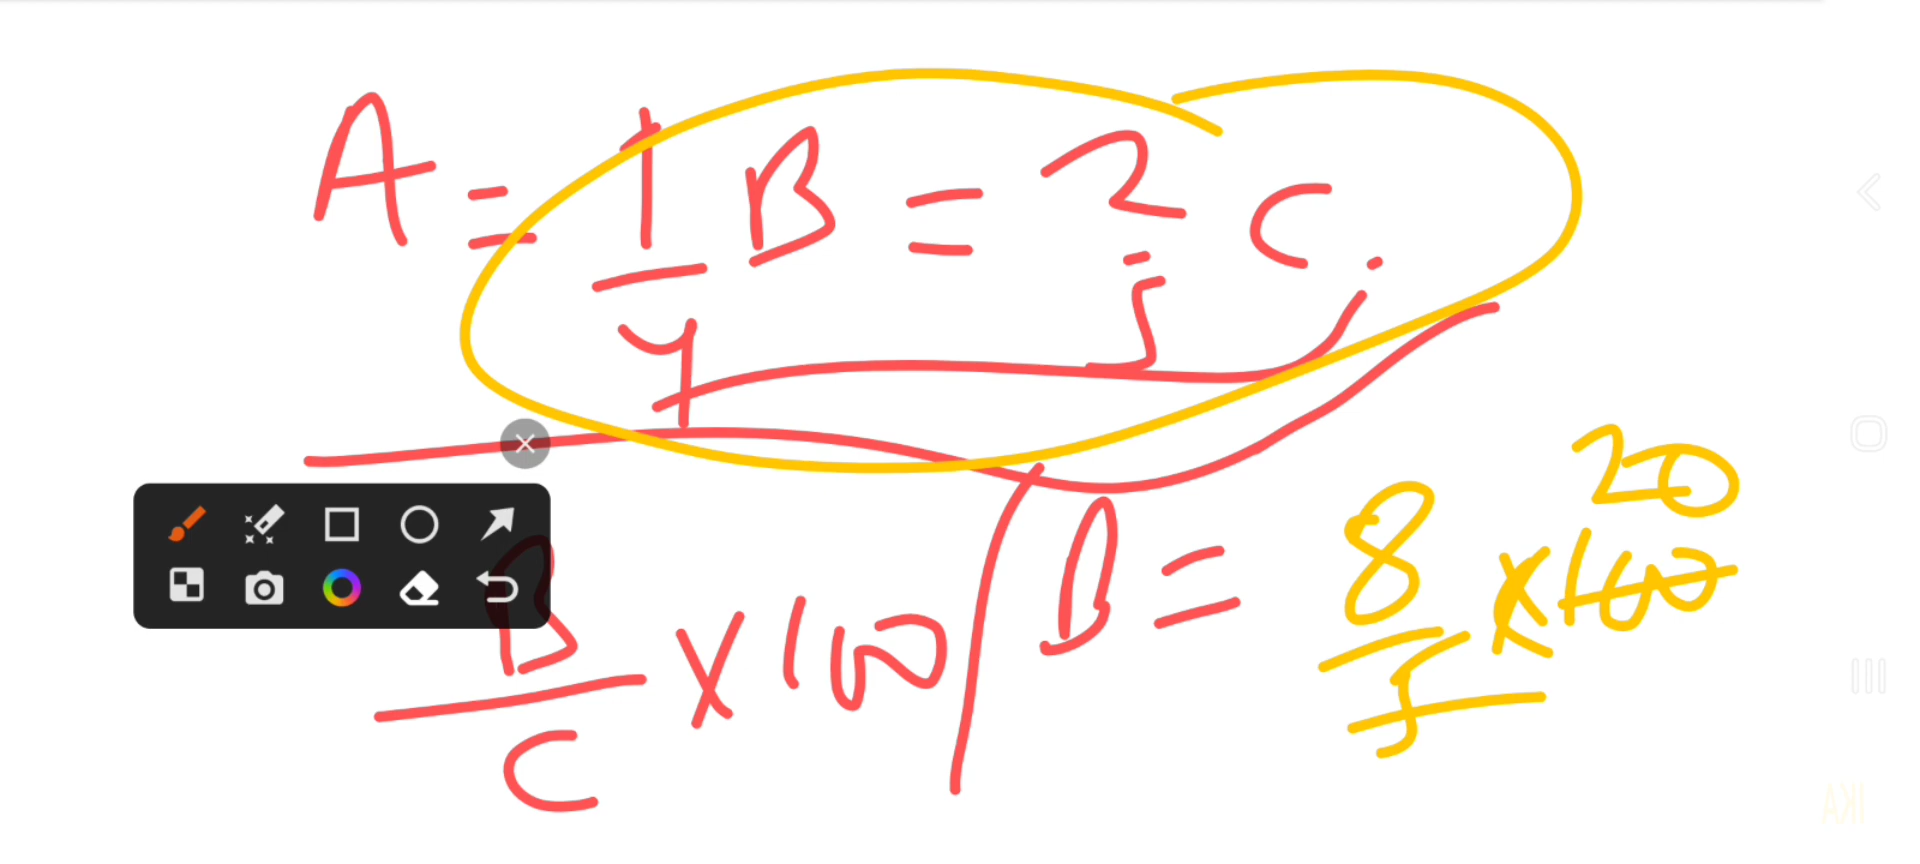 A = 1/4 B = 2/5 C.
B/C × 100
B = 8/5 × 100 20